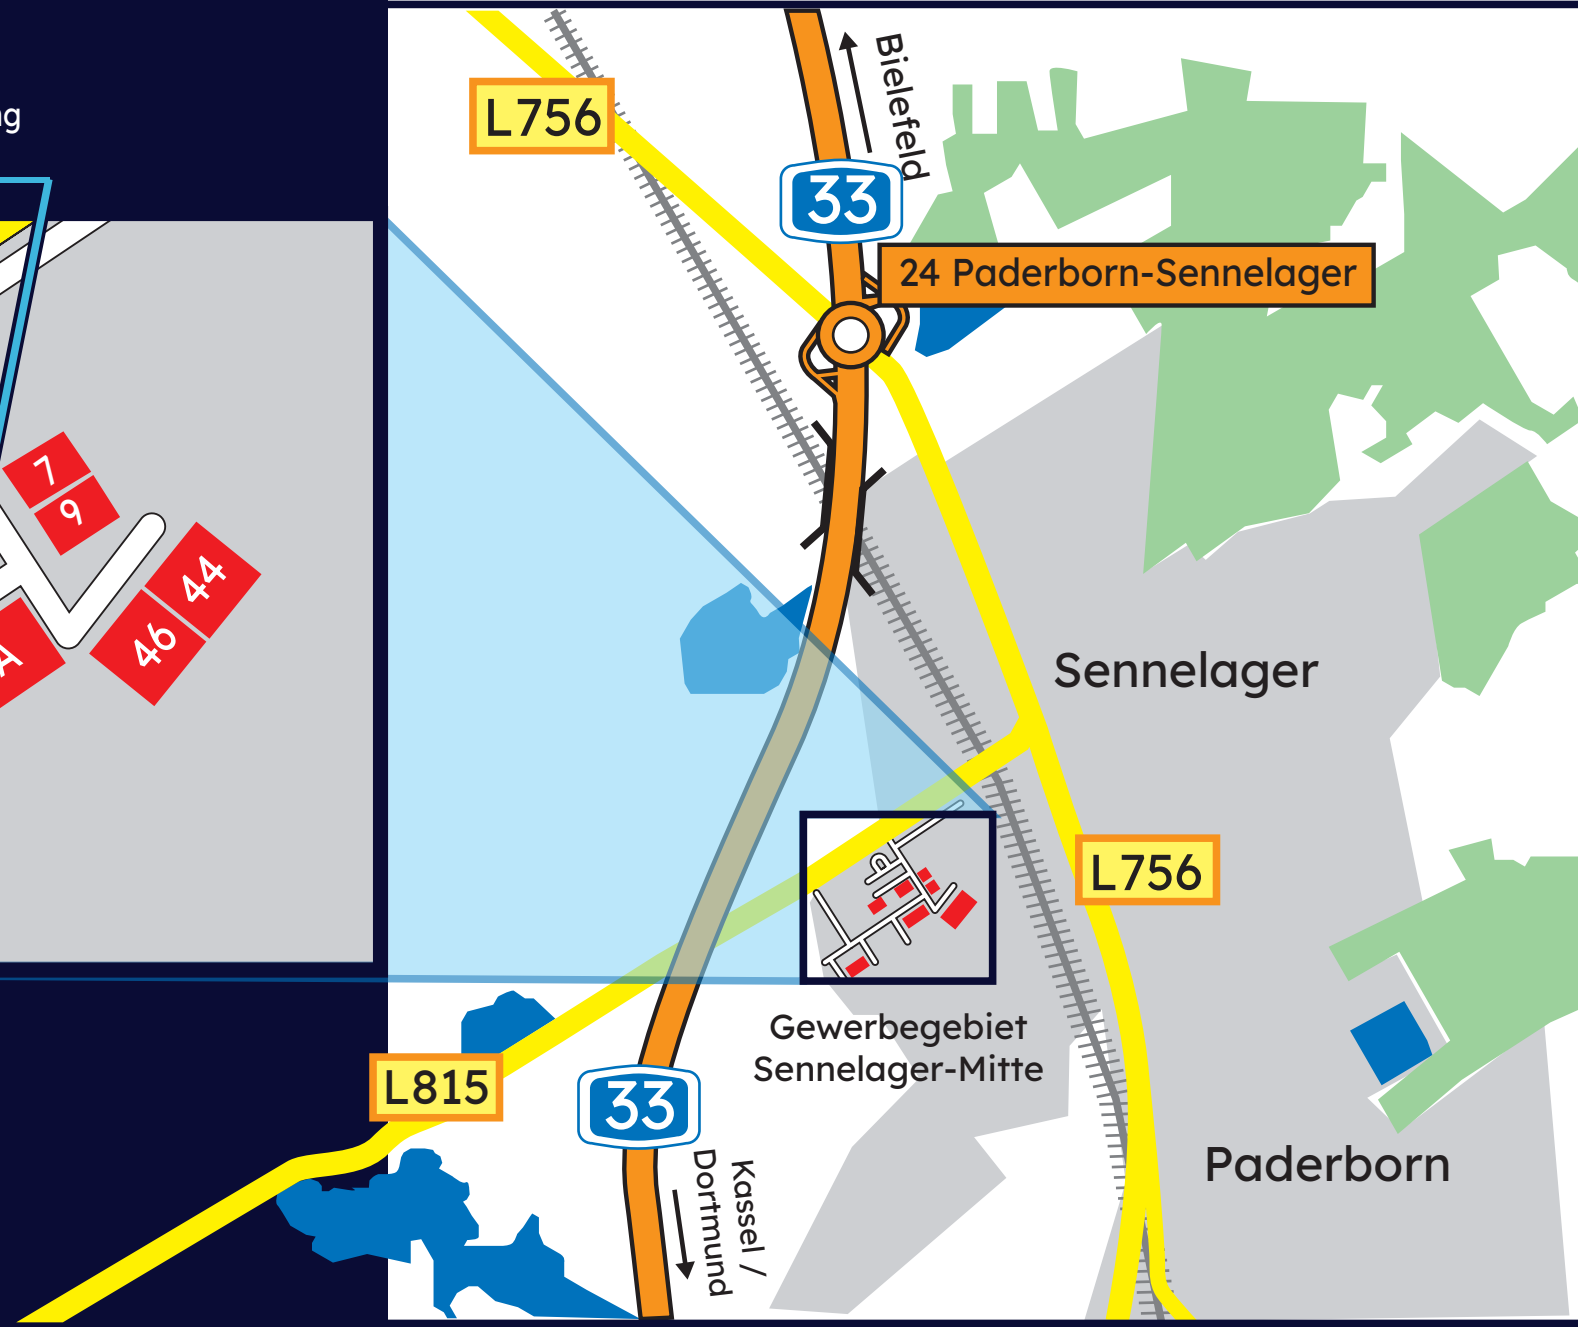 ng
L756
Bielefeld
33
24 Paderborn-Sennelager
7
9
44
46
A
Sennelager
L756
Gewerbegebiet
Sennelager-Mitte
L815
33
Kassel /
Dortmund
Paderborn